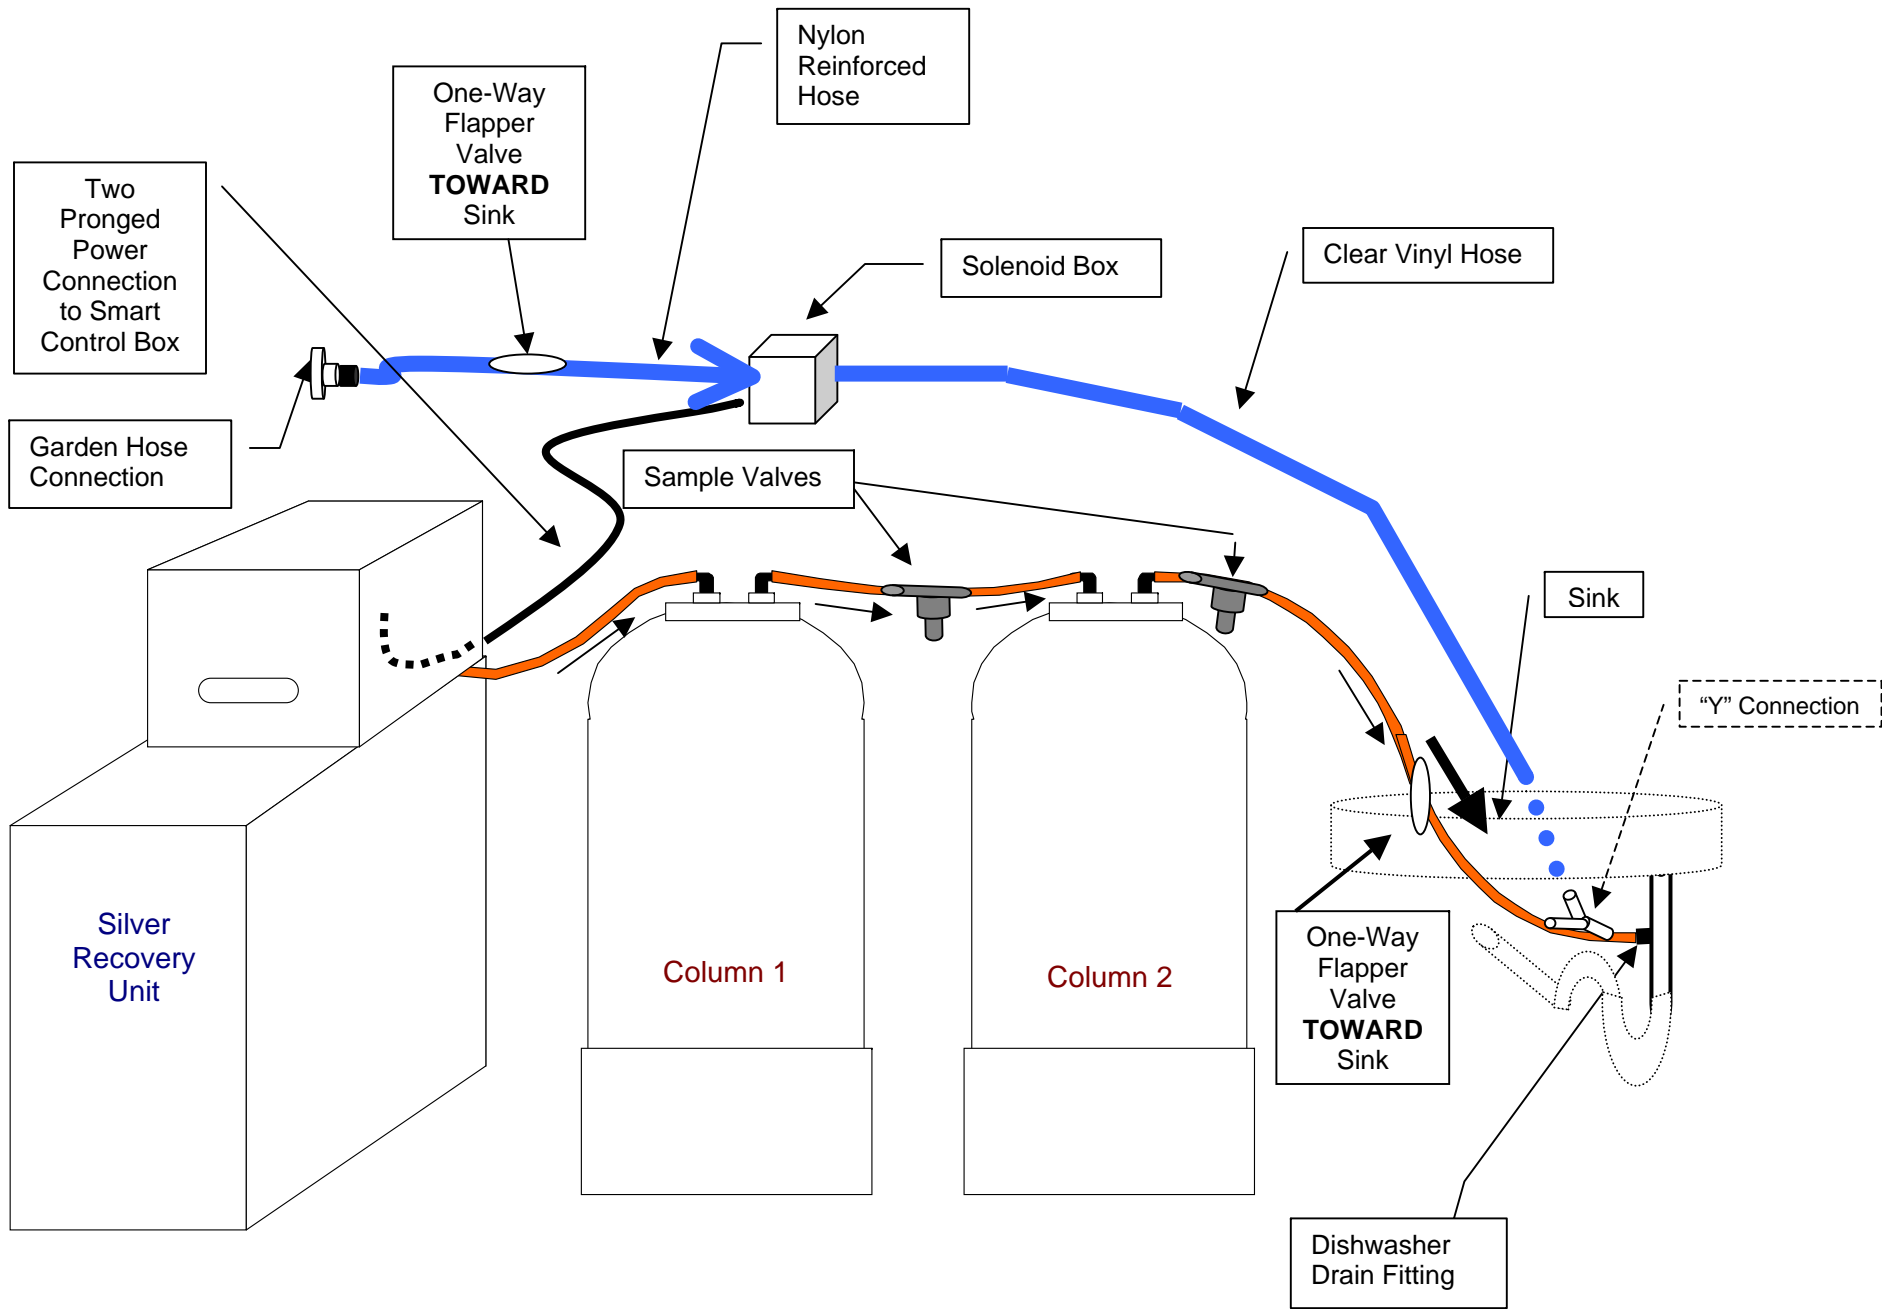 Nylon
Reinforced
Hose
One-Way
Flapper
Valve
TOWARD
Sink
Two
Pronged
Power
Connection
to Smart
Control Box
Solenoid Box
Clear Vinyl Hose
Garden Hose
Connection
Sample Valves
Sink
“Y” Connection
Silver
Recovery
Unit
Column 1
Column 2
One-Way
Flapper
Valve
TOWARD
Sink
Dishwasher
Drain Fitting